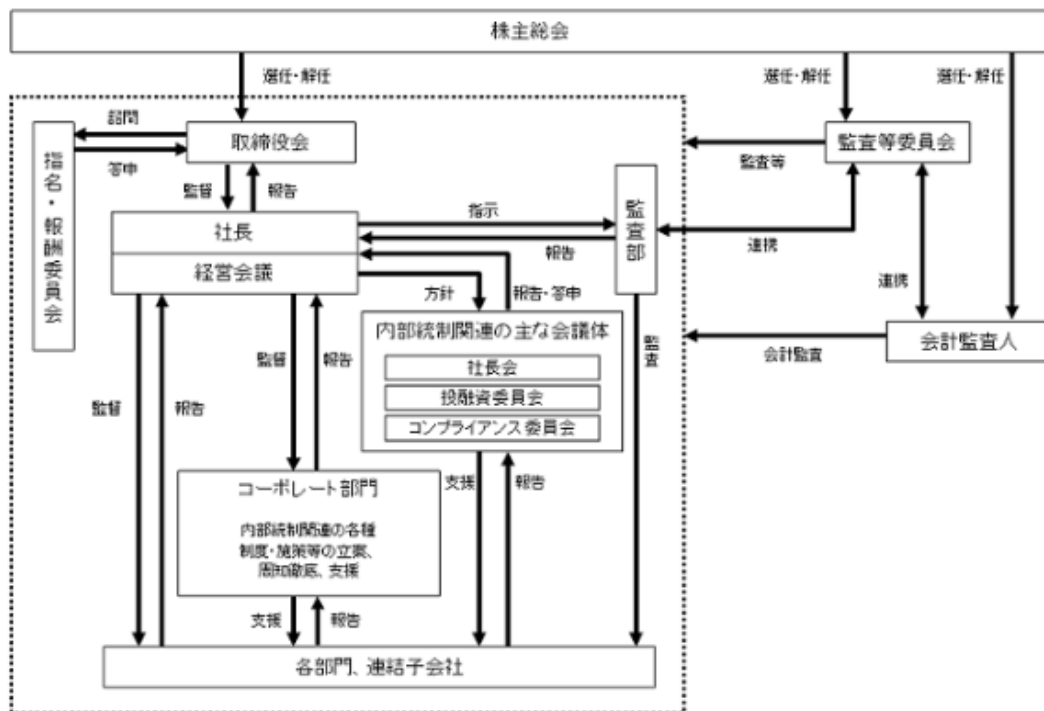 株主総会
選任・解任
選任・解任
選任・解任
諮問
答申
指名・報酬委員会
取締役会
監督
報告
監査等
監査等委員会
社長
経営会議
指示
報告
監査部
連携
連携
方針
報告・答申
内部統制関連の主な会議体
社長会
投融資委員会
コンプライアンス委員会
監査
会計監査
会計監査人
監督
報告
監督
報告
支援
報告
コーポレート部門
内部統制関連の各種
制度・施策等の立案、
周知徹底、支援
支援
報告
各部門、連結子会社